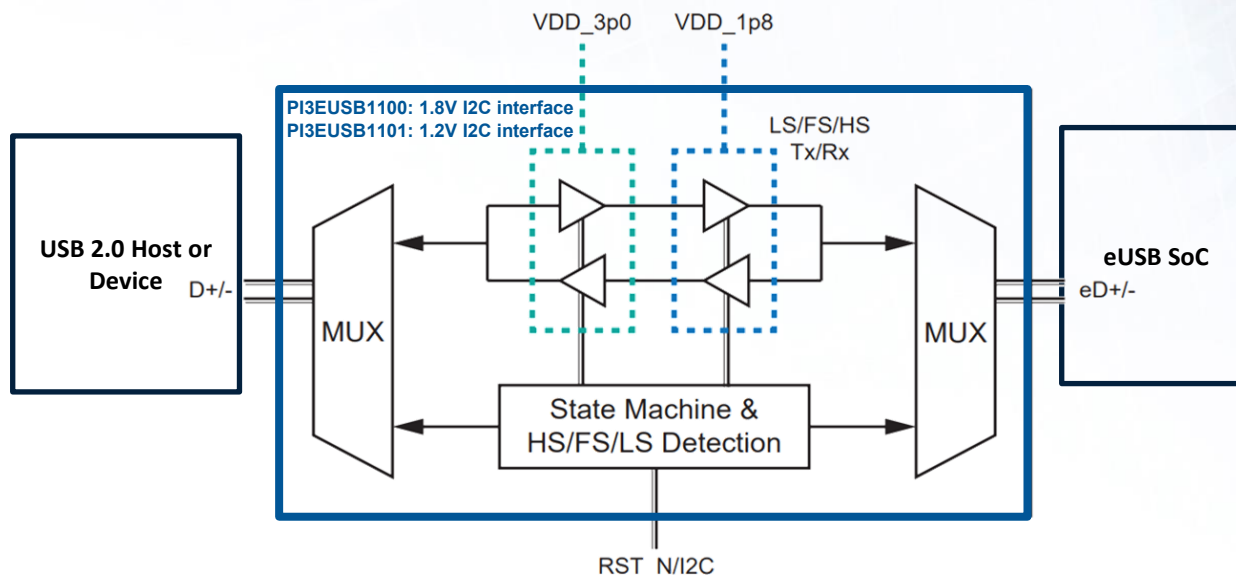 VDD_3p0
VDD_1p8
PI3EUSB1100: 1.8V I2C interface
PI3EUSB1101: 1.2V I2C interface
LS/FS/HS
Tx/Rx
USB 2.0 Host or
Device
D+/-
MUX
MUX
eUSB SoC
eD+/-
State Machine &
HS/FS/LS Detection
RST_N/I2C